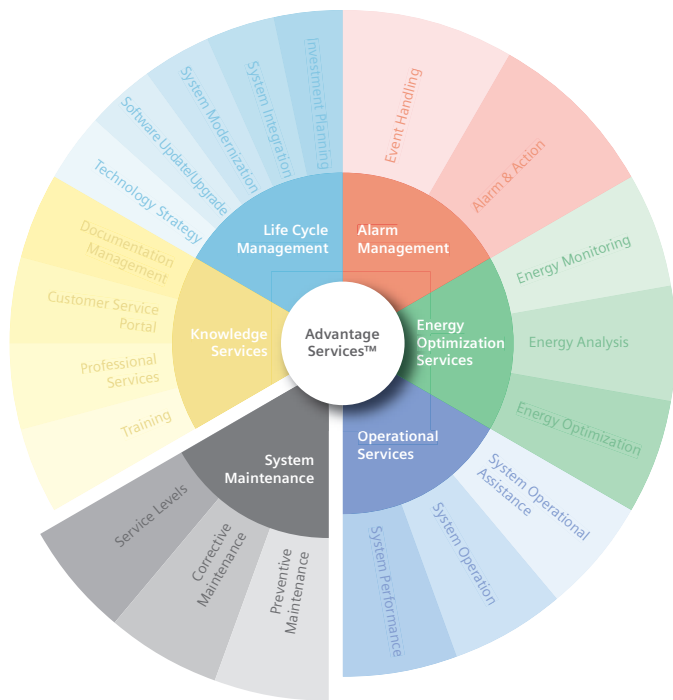 Advantage
Services™
Life Cycle
Management
Technology Strategy
Software Update/Upgrade
System Modernization
System Integration
Investment Planning
Alarm
Management
Event Handling
Alarm & Action
Energy
Optimization
Services
Energy Monitoring
Energy Analysis
Energy Optimization
Operational
Services
System Operational
Assistance
System Operation
System Performance
System
Maintenance
Preventive
Maintenance
Corrective
Maintenance
Service Levels
Knowledge
Services
Training
Professional
Services
Customer Service
Portal
Documentation
Management